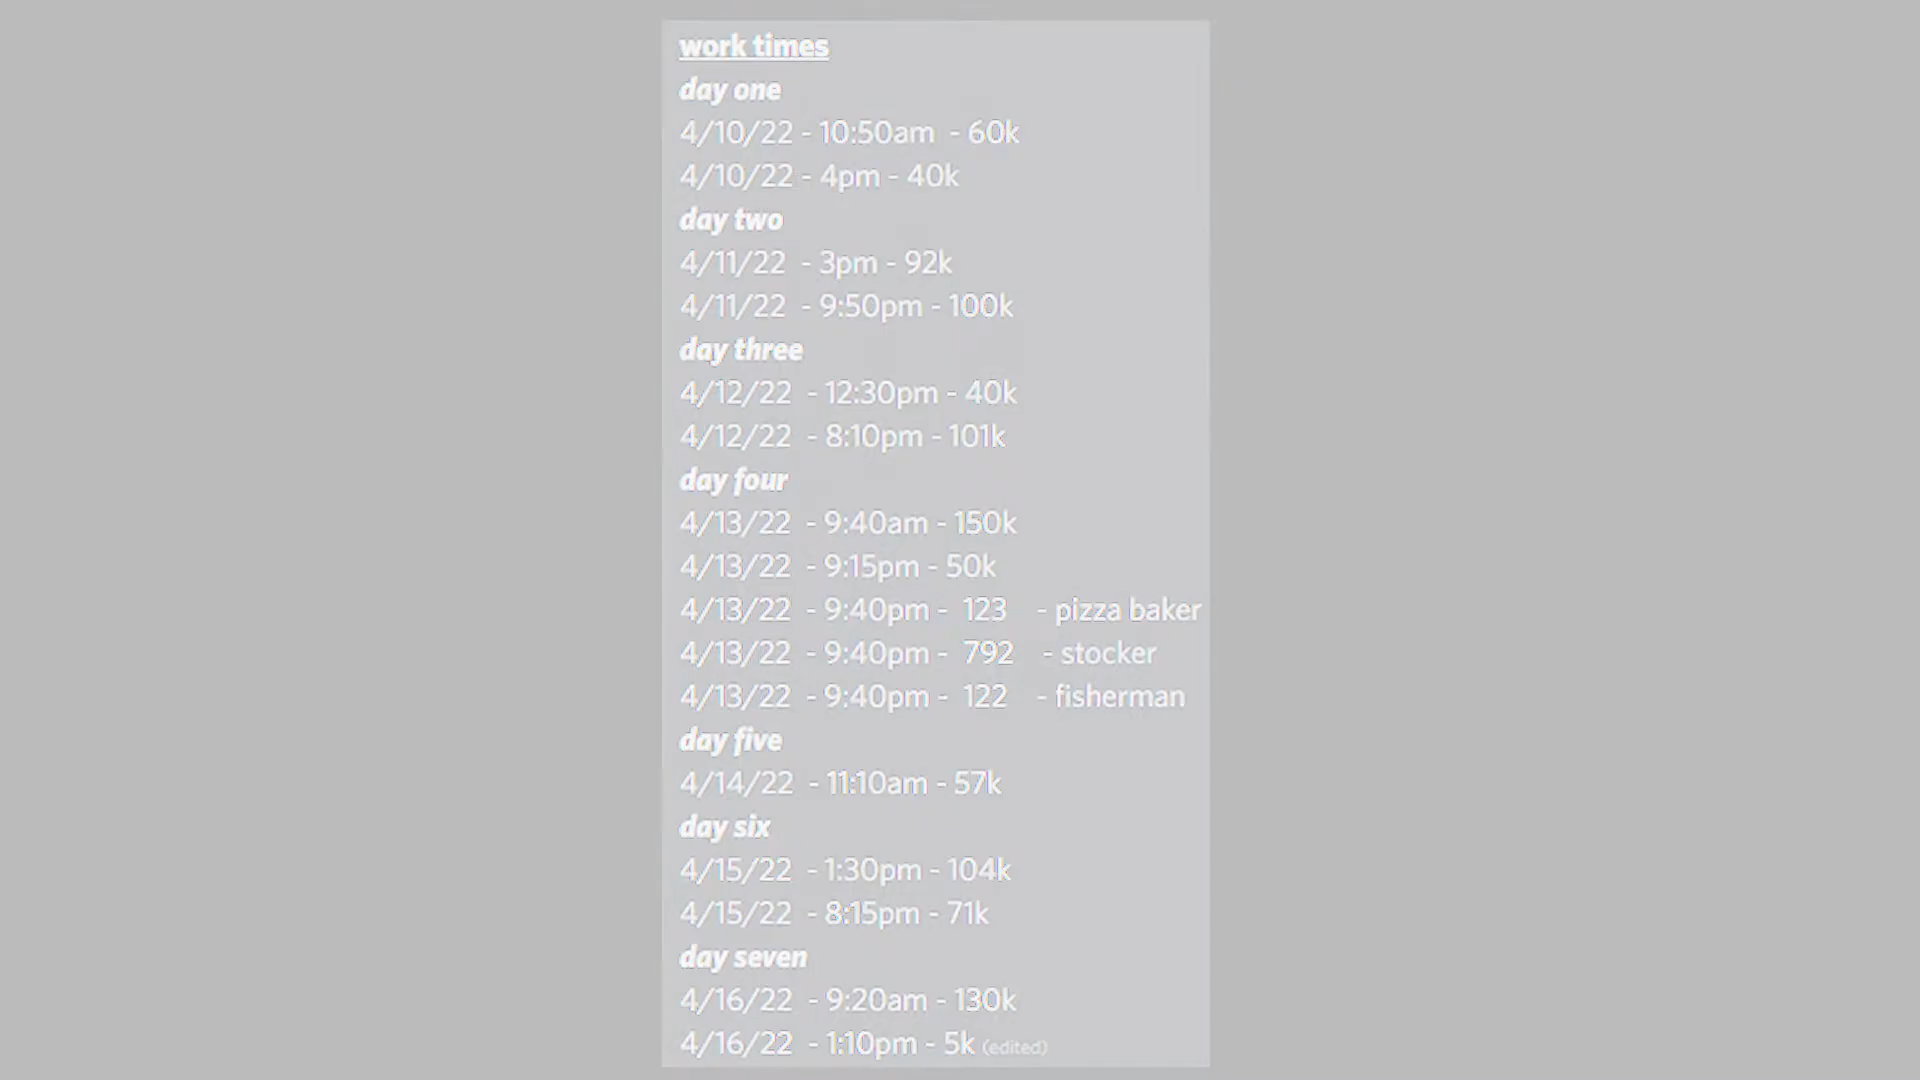 work times
day one
4/10/22 - 10:50am - 60k
4/10/22 - 4pm - 40k
day two
4/11/22 - 3pm - 92k
4/11/22 - 9:50pm - 100k
day three
4/12/22 - 12:30pm - 40k
4/12/22 - 8:10pm - 101k
day four
4/13/22 - 9:40am - 150k
4/13/22 - 9:15pm - 50k
4/13/22 - 9:40pm - 123 - pizza baker
4/13/22 - 9:40pm - 792 - stocker
4/13/22 - 9:40pm - 122 - fisherman
day five
4/14/22 - 11:10am - 57k
day six
4/15/22 - 1:30pm - 104k
4/15/22 - 8:15pm - 71k
day seven
4/16/22 - 9:20am - 130k
4/16/22 - 1:10pm - 5k (edited)